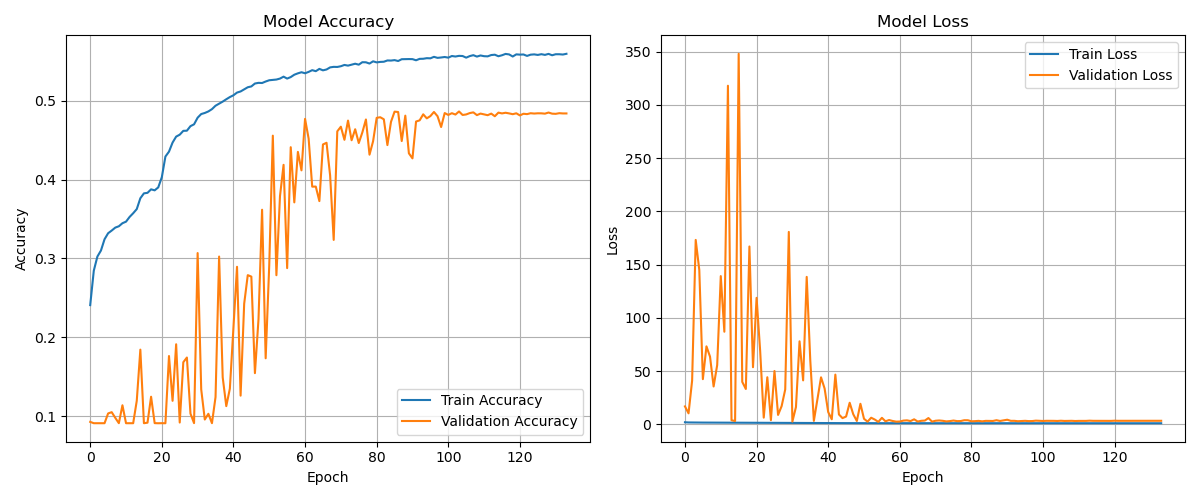 Model Accuracy
Accuracy
0.5
0.4
0.3
0.2
0.1
0 20 40 60 80 100 120
Epoch
Train Accuracy
Validation Accuracy
Model Loss
Loss
350
300
250
200
150
100
50
0
0 20 40 60 80 100 120
Epoch
Train Loss
Validation Loss